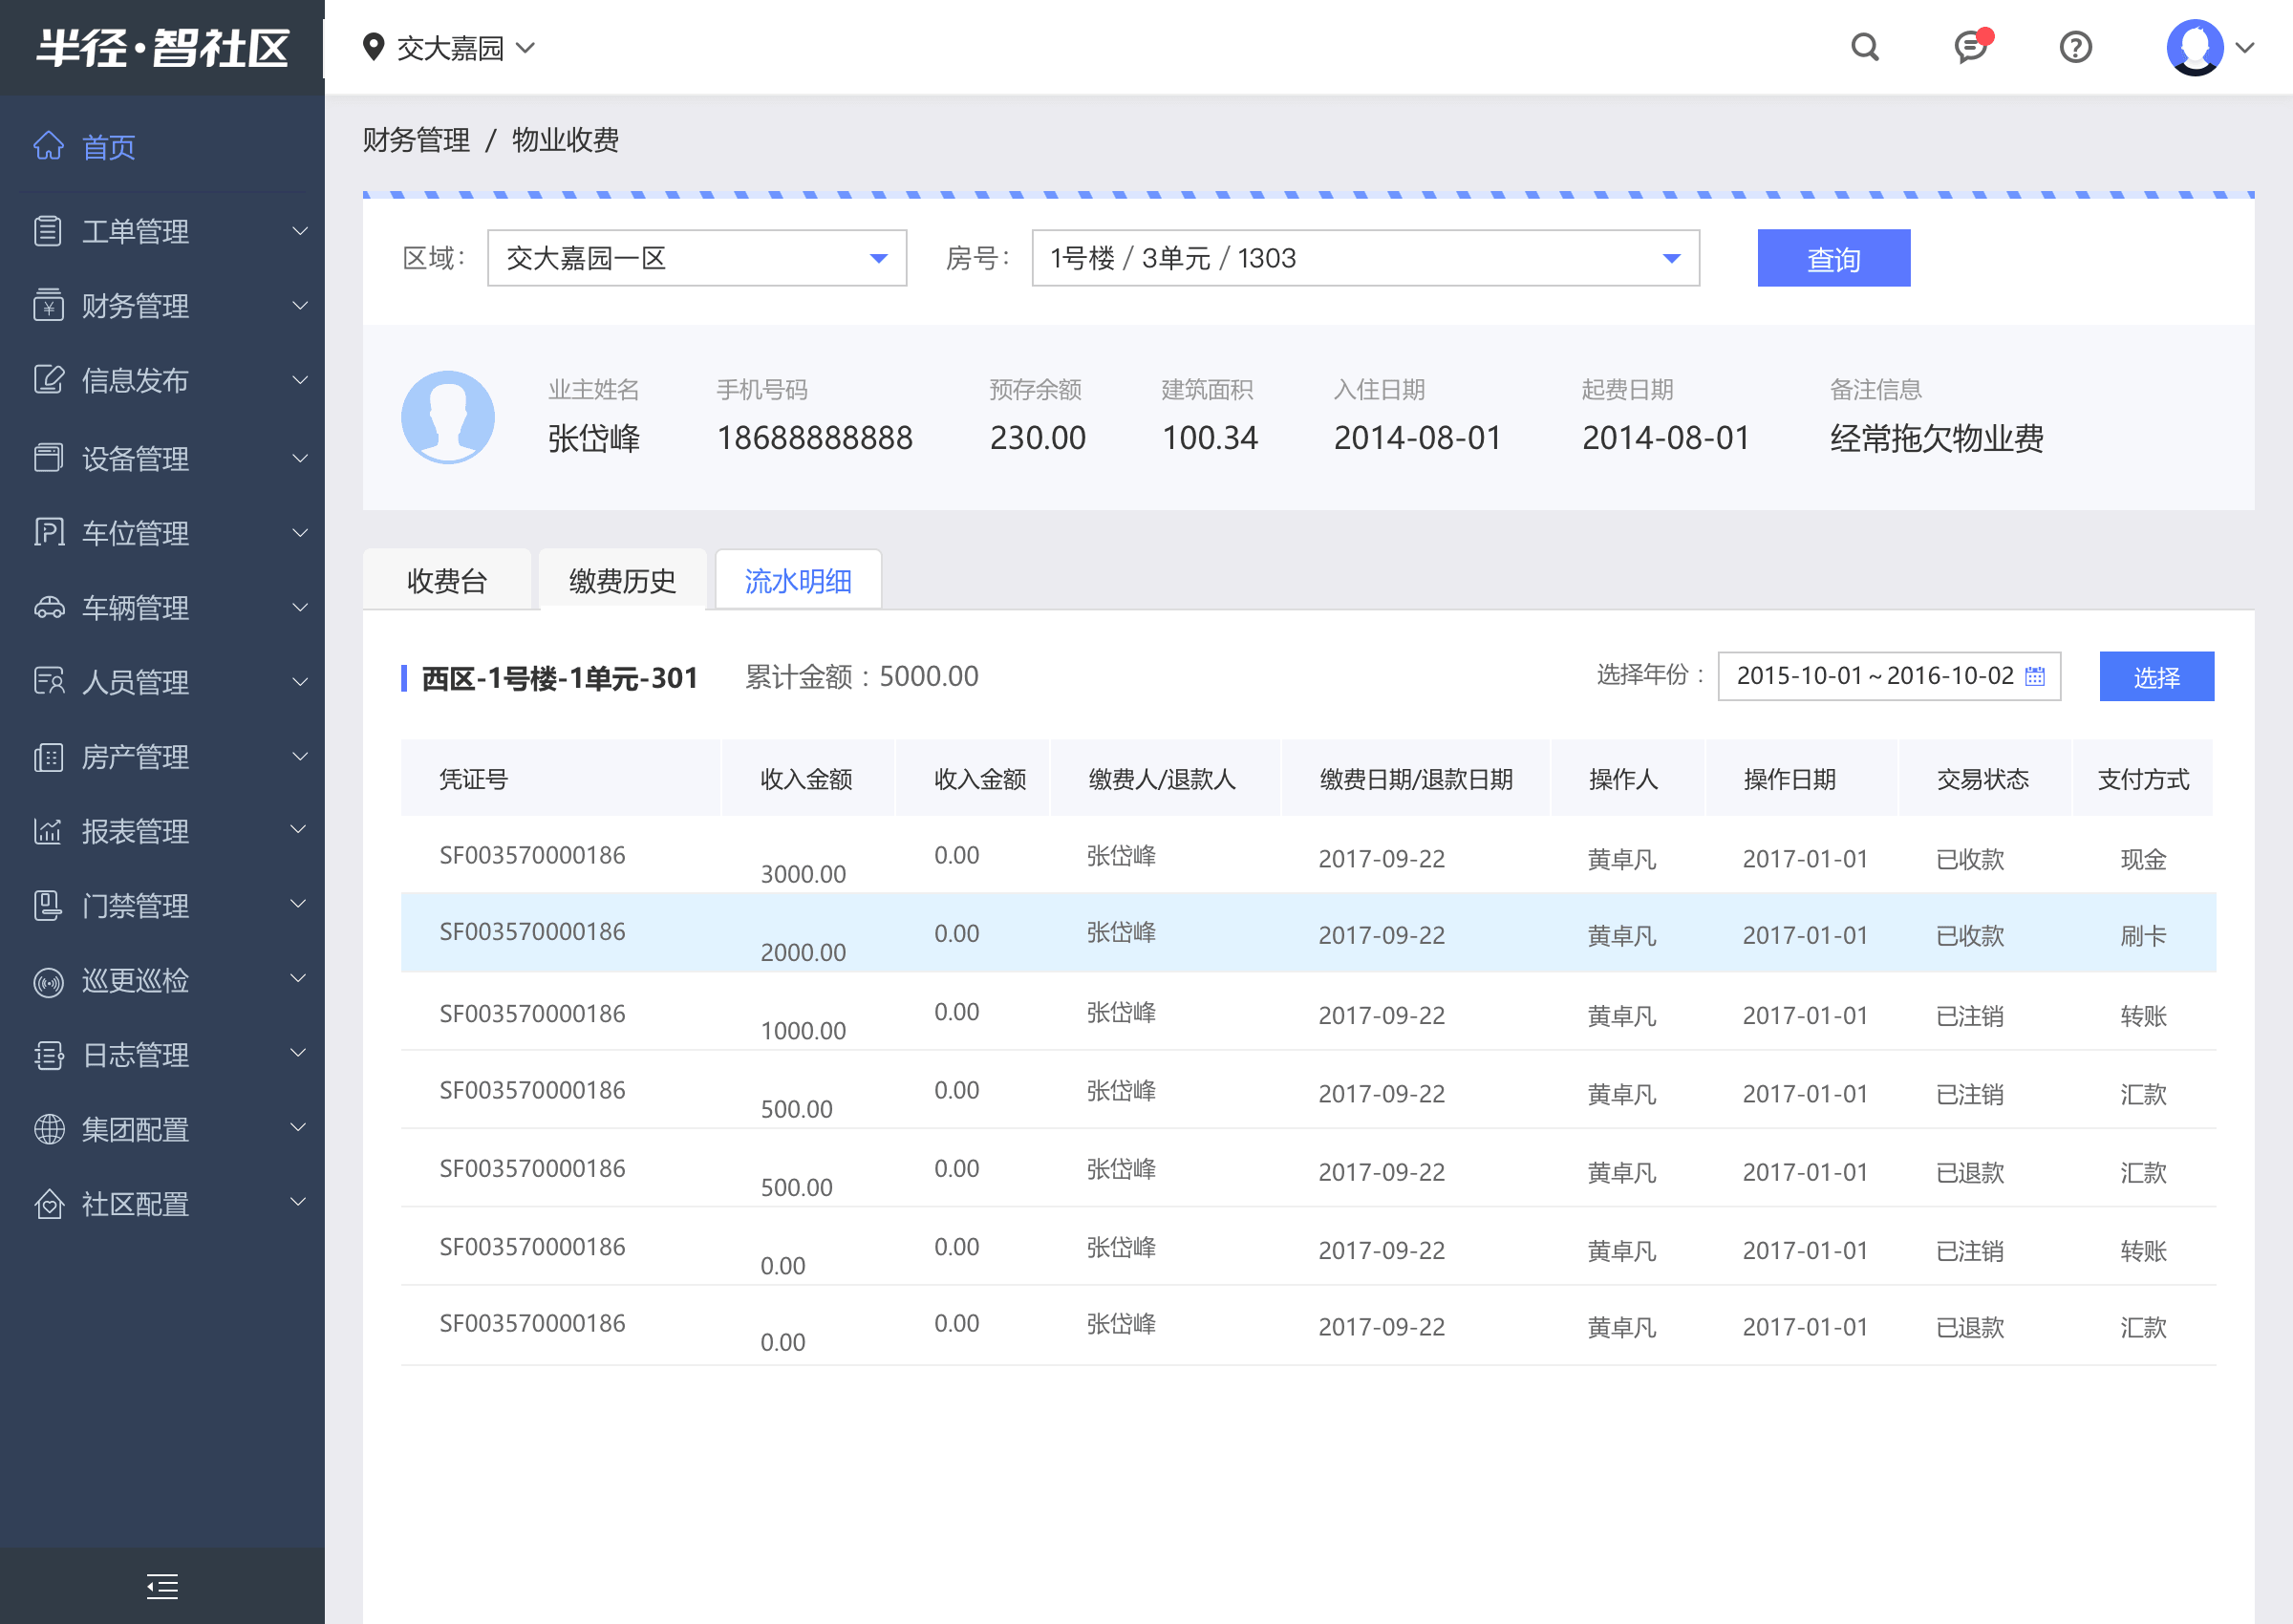 半径·智社区
交大嘉园
首页
工单管理
财务管理
信息发布
设备管理
车位管理
车辆管理
人员管理
房产管理
报表管理
门禁管理
巡更巡检
日志管理
集团配置
社区配置
财务管理 / 物业收费
区域: 交大嘉园一区 房号: 1号楼 / 3单元 / 1303 查询
业主姓名 手机号码 预存余额 建筑面积 入住日期 起费日期 备注信息
张岱峰 18688888888 230.00 100.34 2014-08-01 2014-08-01 经常拖欠物业费
收费台 缴费历史 流水明细
西区-1号楼-1单元-301 累计金额：5000.00 选择年份： 2015-10-01 ~ 2016-10-02 选择
凭证号 收入金额 收入金额 缴费人/退款人 缴费日期/退款日期 操作人 操作日期 交易状态 支付方式
SF003570000186 3000.00 0.00 张岱峰 2017-09-22 黄卓凡 2017-01-01 已收款 现金
SF003570000186 2000.00 0.00 张岱峰 2017-09-22 黄卓凡 2017-01-01 已收款 刷卡
SF003570000186 1000.00 0.00 张岱峰 2017-09-22 黄卓凡 2017-01-01 已注销 转账
SF003570000186 500.00 0.00 张岱峰 2017-09-22 黄卓凡 2017-01-01 已注销 汇款
SF003570000186 500.00 0.00 张岱峰 2017-09-22 黄卓凡 2017-01-01 已退款 汇款
SF003570000186 0.00 0.00 张岱峰 2017-09-22 黄卓凡 2017-01-01 已注销 转账
SF003570000186 0.00 0.00 张岱峰 2017-09-22 黄卓凡 2017-01-01 已退款 汇款